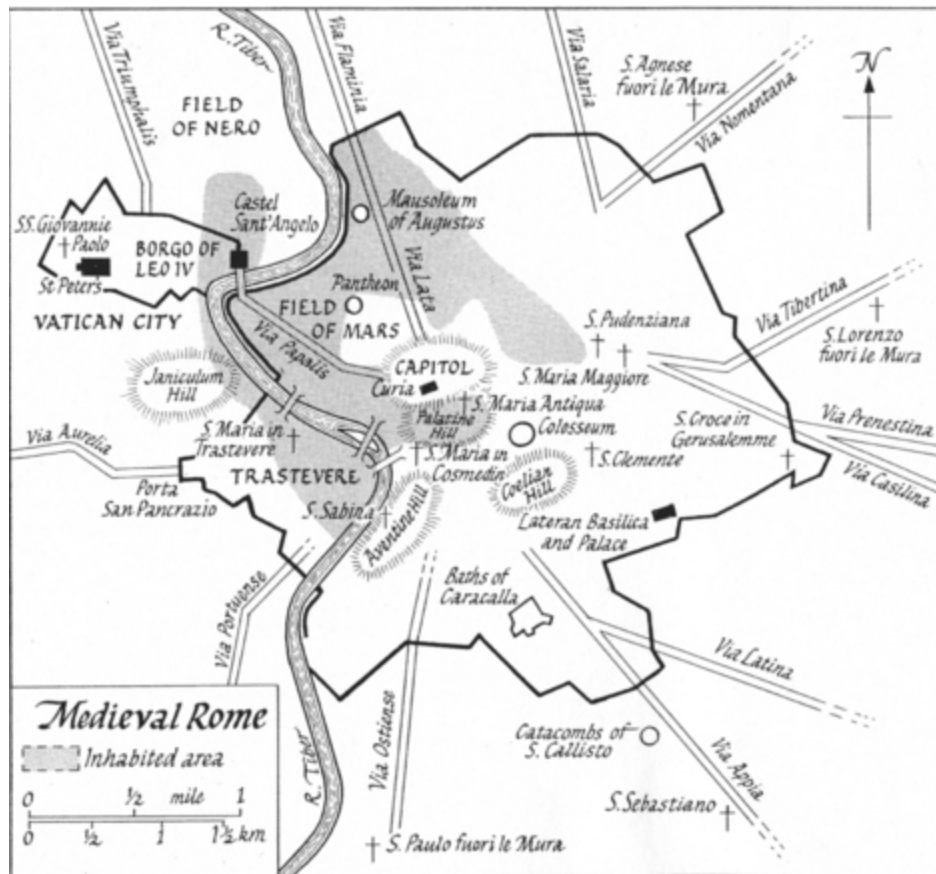 Via Triumphalis
R. Tiber
Via Flaminia
Via Salaria
S. Agnese
fuori le Mura
Via Nomentana
N
FIELD
OF NERO
Castel
Sant'Angelo
Mausoleum
of Augustus
SS. Giovannie
Paolo
BORGO OF
LEO IV
St Peter's
VATICAN CITY
Via Lata
Pantheon
FIELD
OF MARS
Via Papalis
Via Tibertina
S. Lorenzo
fuori le Mura
S. Pudenziana
S. Maria Maggiore
CAPITOL
Curia
Janiculum
Hill
S. Maria Antiqua
Palatine
Hill
Colosseum
S. Croce in
Gerusalemme
Via Prenestina
Via Casilina
Via Aurelia
S. Maria in
Trastevere
TRASTEVERE
S. Maria in
Cosmedin
S. Clemente
Coelian
Hill
Porta
San Pancrazio
S. Sabina
Aventine Hill
Lateran Basilica
and Palace
Via Portuense
Baths of
Caracalla
Via Latina
Medieval Rome
Inhabited area
0 ½ mile 1
0 ½ 1 1½ km
R. Tiber
Via Ostiense
Catacombs of
S. Callisto
Via Appia
S. Sebastiano
S. Paulo fuori le Mura